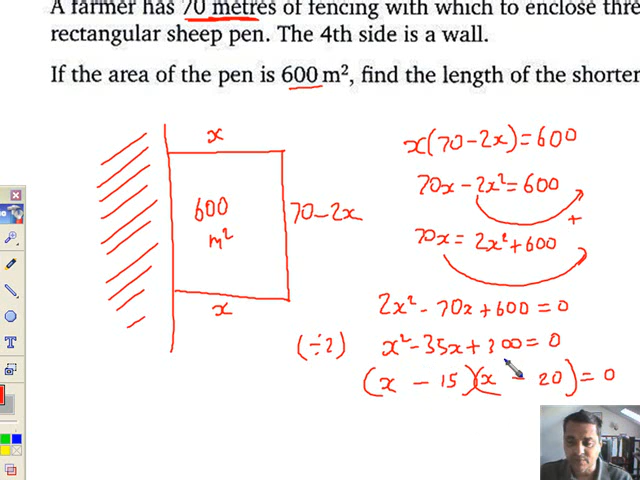 A farmer has 70 metres of fencing with which to enclose thre
rectangular sheep pen. The 4th side is a wall.
If the area of the pen is 600 m², find the length of the shorter
x
600
m²
70-2x
x
x(70-2x)=600
70x-2x²=600
+
70x=2x²+600
2x²-70x+600=0
(÷2) x²-35x+300=0
(x-15)(x-20)=0